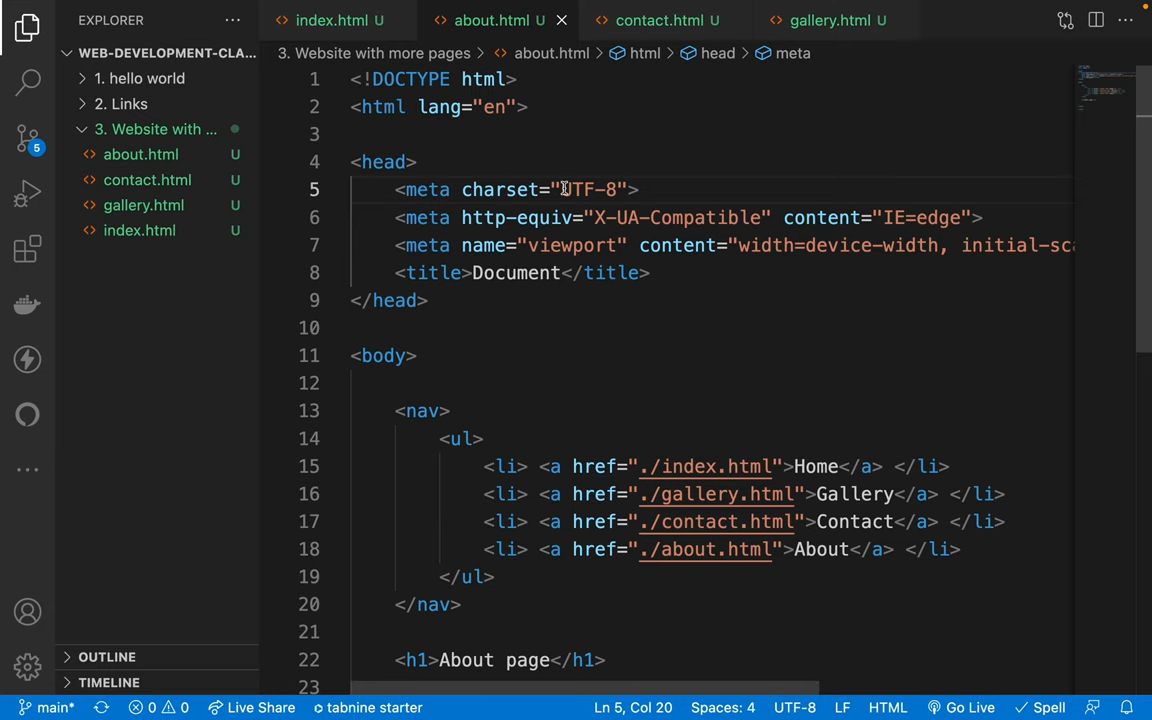 EXPLORER
index.html U
about.html U
contact.html U
gallery.html U
WEB-DEVELOPMENT-CLA...
3. Website with more pages > about.html > html > head > meta
1. hello world
2. Links
3. Website with ...
about.html U
contact.html U
gallery.html U
index.html U
5
1 <!DOCTYPE html>
2 <html lang="en">
3
4 <head>
5 <meta charset="UTF-8">
6 <meta http-equiv="X-UA-Compatible" content="IE=edge">
7 <meta name="viewport" content="width=device-width, initial-sca
8 <title>Document</title>
9 </head>
10
11 <body>
12
13 <nav>
14 <ul>
15 <li> <a href="./index.html">Home</a> </li>
16 <li> <a href="./gallery.html">Gallery</a> </li>
17 <li> <a href="./contact.html">Contact</a> </li>
18 <li> <a href="./about.html">About</a> </li>
19 </ul>
20 </nav>
21
22 <h1>About page</h1>
23
OUTLINE
TIMELINE
main* 0 0 Live Share tabnine starter Ln 5, Col 20 Spaces: 4 UTF-8 LF HTML Go Live Spell